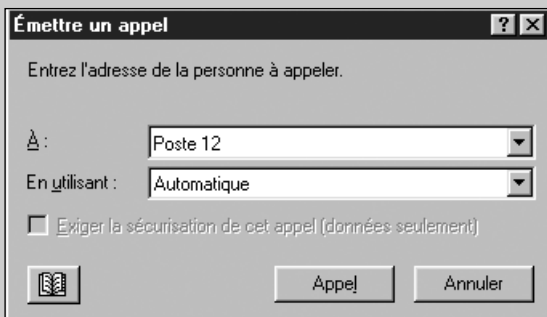 Émettre un appel
Entrez l'adresse de la personne à appeler.
À : Poste 12
En utilisant : Automatique
Exiger la sécurisation de cet appel (données seulement)
Appel Annuler